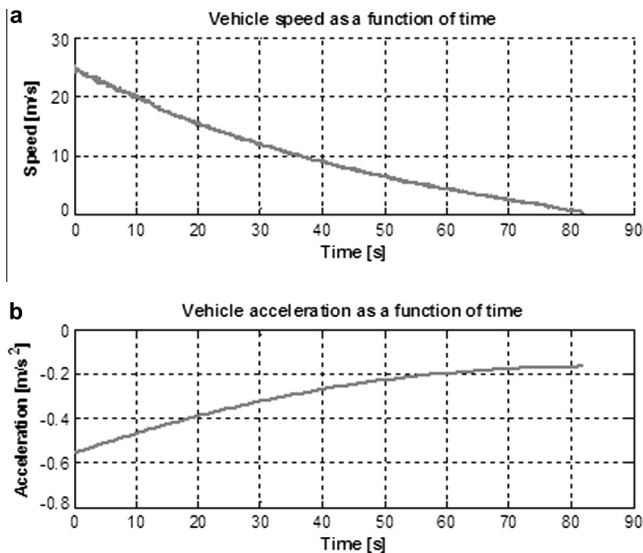 a
Vehicle speed as a function of time
30
20
10
0
Speed [m/s]
0 10 20 30 40 50 60 70 80 90
Time [s]
b
Vehicle acceleration as a function of time
0
-0.2
-0.4
-0.6
-0.8
Acceleration [m/s²]
0 10 20 30 40 50 60 70 80 90
Time [s]